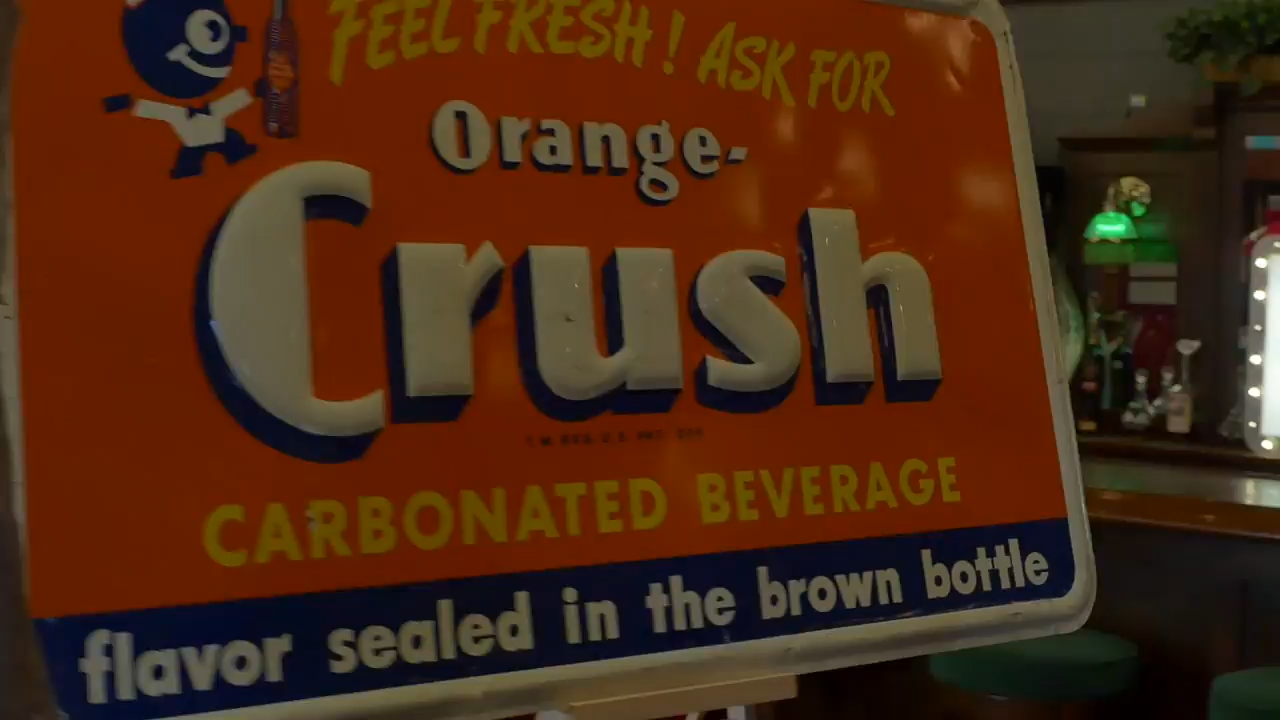 FEEL FRESH! ASK FOR
Orange-
Crush
CARBONATED BEVERAGE
flavor sealed in the brown bottle